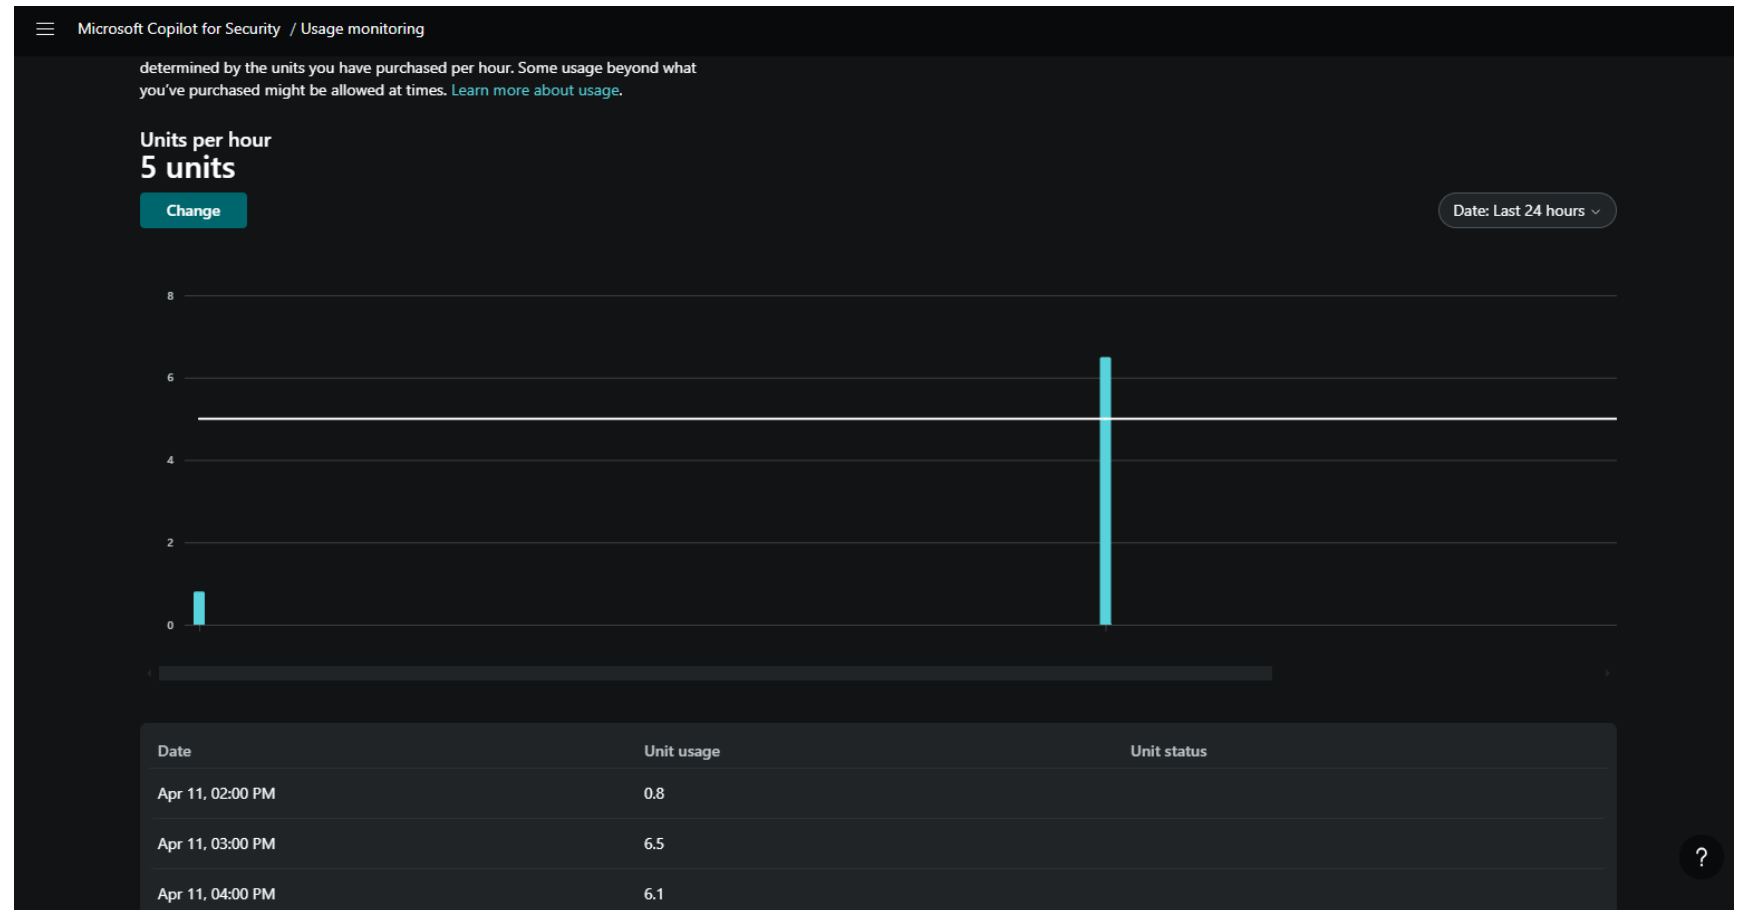 Microsoft Copilot for Security / Usage monitoring
determined by the units you have purchased per hour. Some usage beyond what
you've purchased might be allowed at times. Learn more about usage.
Units per hour
5 units
Change
Date: Last 24 hours
8
6
4
2
0
Date Unit usage Unit status
Apr 11, 02:00 PM 0.8
Apr 11, 03:00 PM 6.5
Apr 11, 04:00 PM 6.1
?